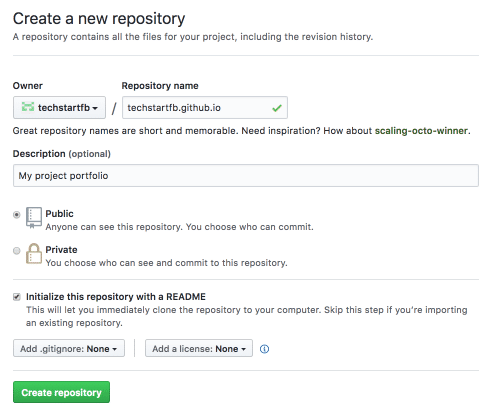 Create a new repository
A repository contains all the files for your project, including the revision history.
Owner Repository name
techstartfb / techstartfb.github.io
Great repository names are short and memorable. Need inspiration? How about scaling-octo-winner.
Description (optional)
My project portfolio
Public
Anyone can see this repository. You choose who can commit.
Private
You choose who can see and commit to this repository.
Initialize this repository with a README
This will let you immediately clone the repository to your computer. Skip this step if you're importing
an existing repository.
Add .gitignore: None Add a license: None
Create repository